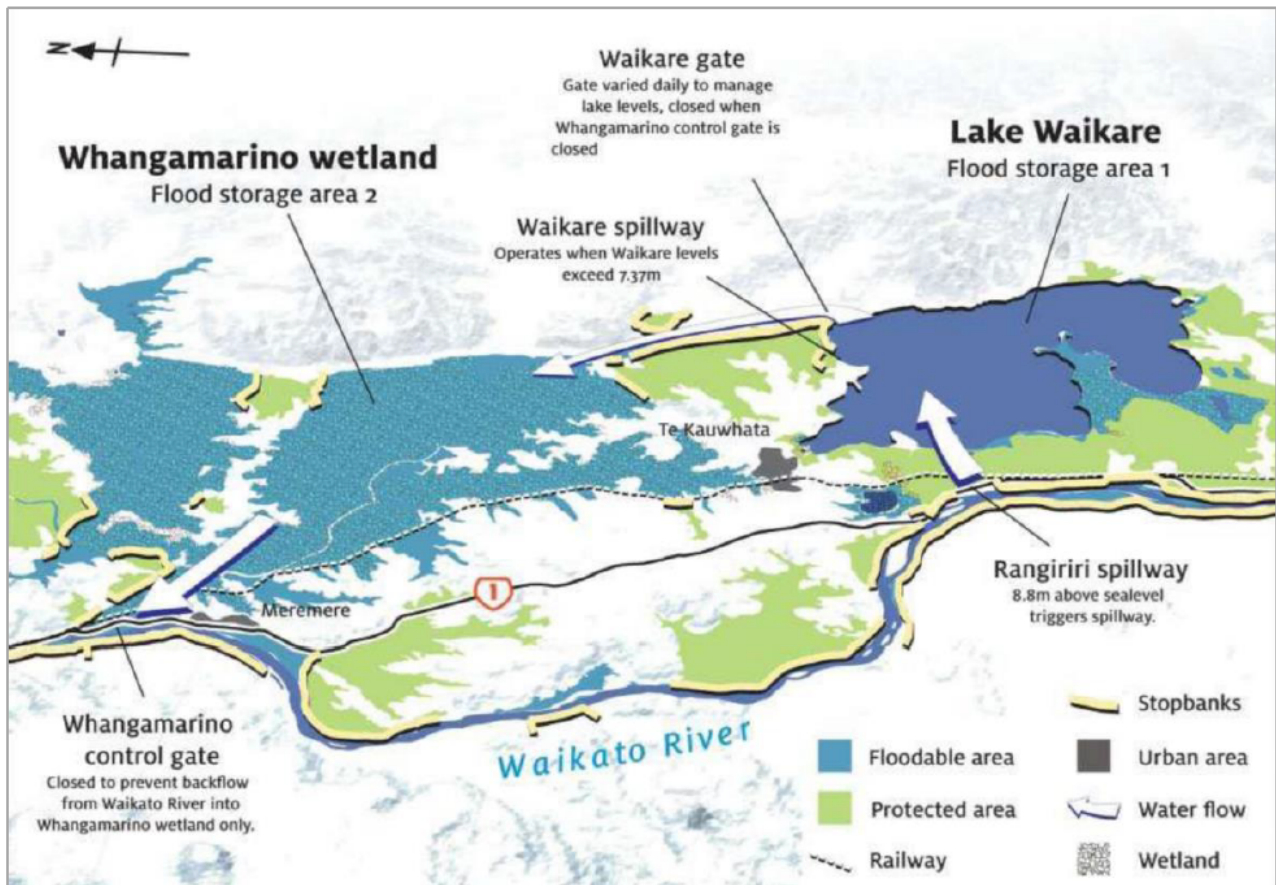 N
Waikare gate
Gate varied daily to manage
lake levels, closed when
Whangamarino control gate is
closed
Lake Waikare
Flood storage area 1
Whangamarino wetland
Flood storage area 2
Waikare spillway
Operates when Waikare levels
exceed 7.37m
Te Kauwhata
Meremere
1
Rangiriri spillway
8.8m above sealevel
triggers spillway.
Whangamarino
control gate
Closed to prevent backflow
from Waikato River into
Whangamarino wetland only.
Waikato River
Stopbanks
Floodable area
Urban area
Protected area
Water flow
Railway
Wetland